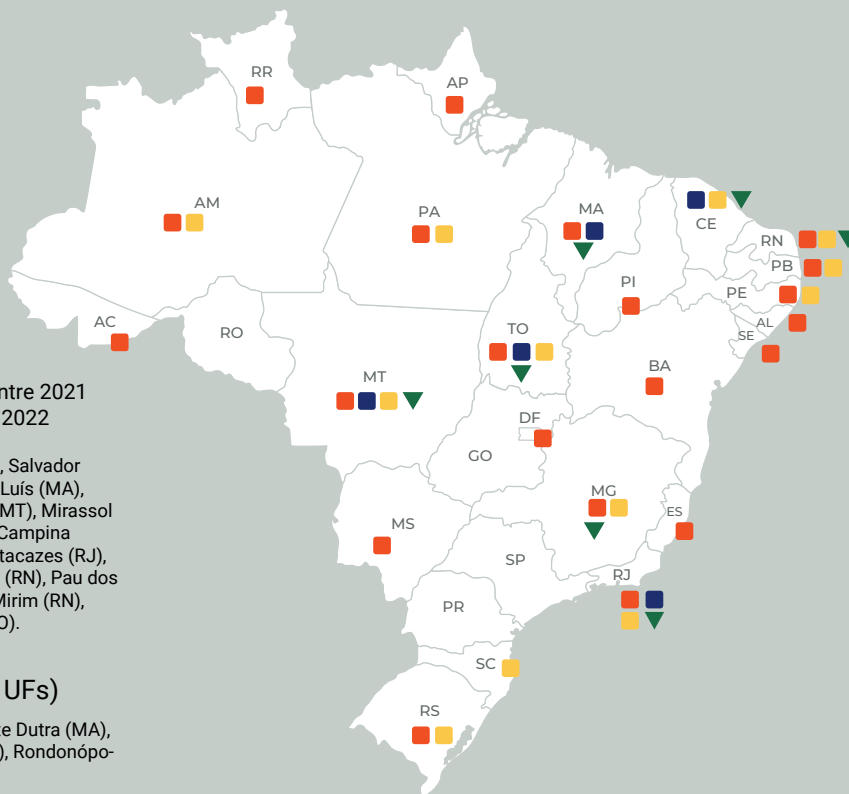 RR
AP
AM
PA
MA
CE
RN
PB
PE
PI
AL
SE
AC
RO
TO
BA
MT
DF
GO
MG
ES
MS
SP
RJ
PR
SC
RS
ntre 2021
2022
, Salvador
Luís (MA),
MT), Mirassol
Campina
tacazes (RJ),
(RN), Pau dos
Mirim (RN),
O).
UFs)
te Dutra (MA),
), Rondonópo-